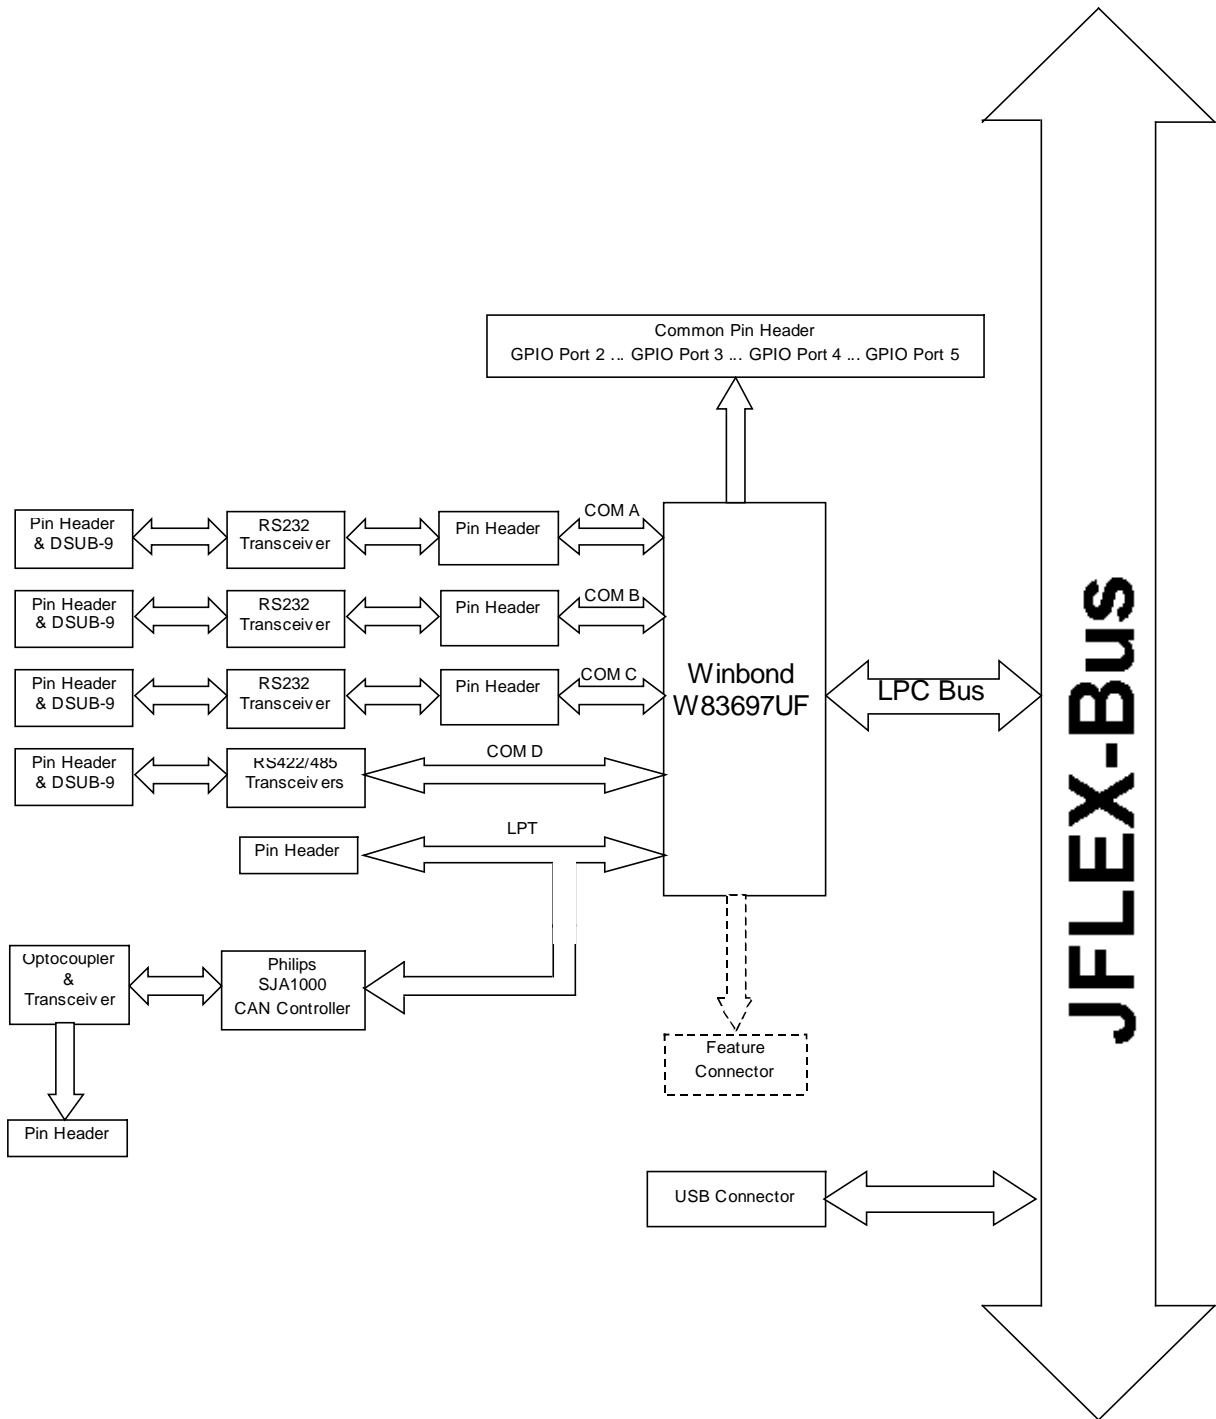 Common Pin Header
GPIO Port 2 ... GPIO Port 3 ... GPIO Port 4 ... GPIO Port 5
COM A
Pin Header
& DSUB-9
RS232
Transceiver
Pin Header
COM B
Pin Header
& DSUB-9
RS232
Transceiver
Pin Header
COM C
Pin Header
& DSUB-9
RS232
Transceiver
Pin Header
Winbond
W83697UF
LPC Bus
JFLEX-Bus
COM D
Pin Header
& DSUB-9
RS422/485
Transceivers
LPT
Pin Header
Optocoupler
&
Transceiver
Philips
SJA1000
CAN Controller
Feature
Connector
Pin Header
USB Connector